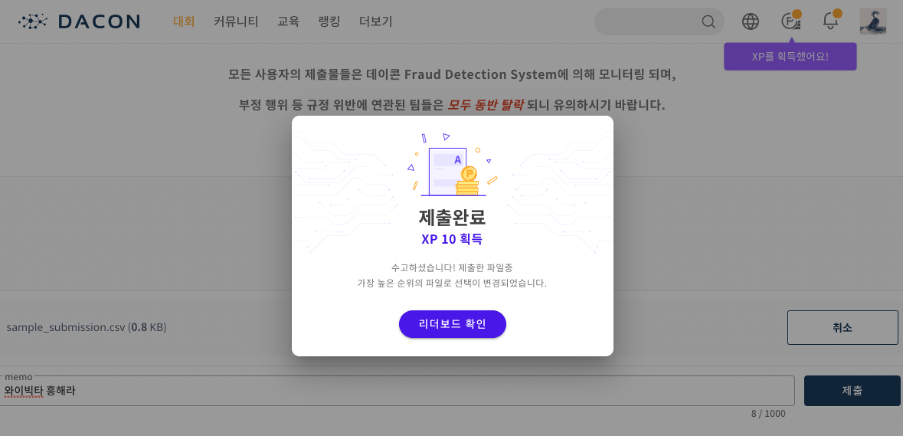 DACON 대회 커뮤니티 교육 랭킹 더보기
XP를 획득했어요!
모든 사용자의 제출물들은 데이콘 Fraud Detection System에 의해 모니터링 되며,
부정 행위 등 규정 위반에 연관된 팀들은 모두 동반 탈락 되니 유의하시기 바랍니다.
A
P
제출완료
XP 10 획득
수고하셨습니다! 제출한 파일중
가장 높은 순위의 파일로 선택이 변경되었습니다.
리더보드 확인
sample_submission.csv (0.8 KB)
취소
memo
와이빅타 흥해라
제출
8 / 1000